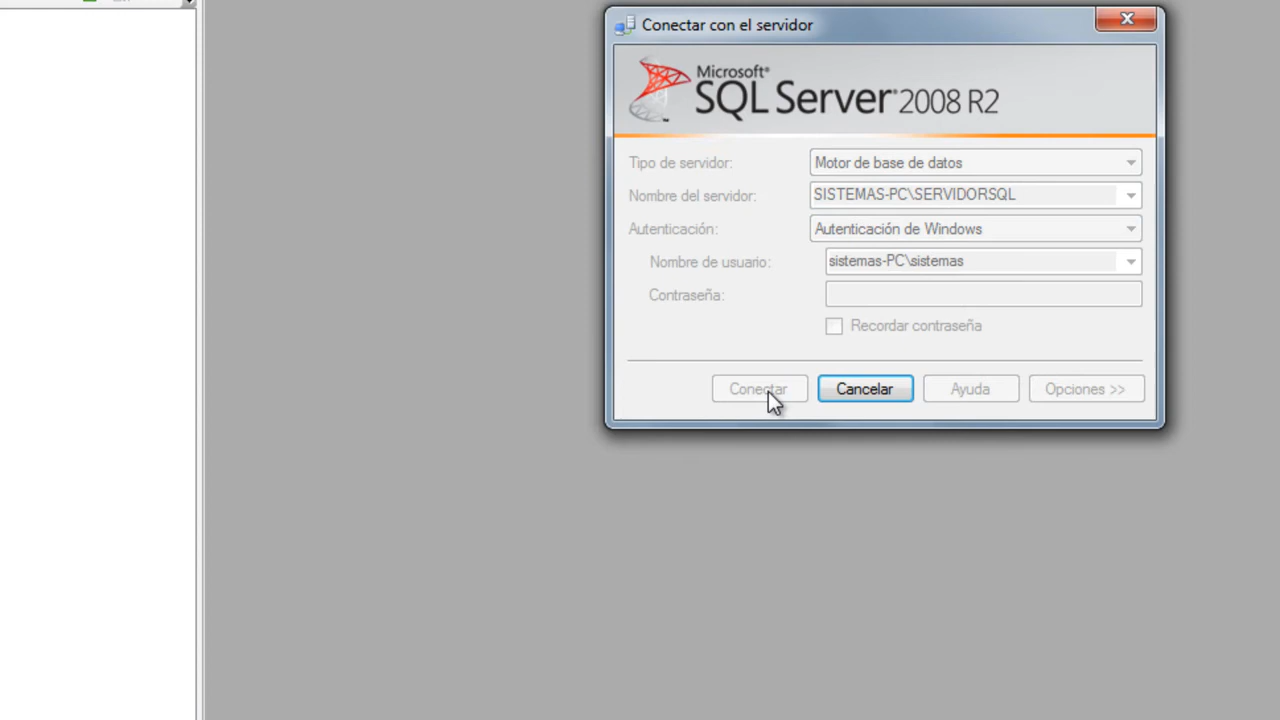 Conectar con el servidor
Microsoft®
SQL Server® 2008 R2
Tipo de servidor: Motor de base de datos
Nombre del servidor: SISTEMAS-PC\SERVIDORSQL
Autenticación: Autenticación de Windows
Nombre de usuario: sistemas-PC\sistemas
Contraseña:
Recordar contraseña
Conectar Cancelar Ayuda Opciones >>